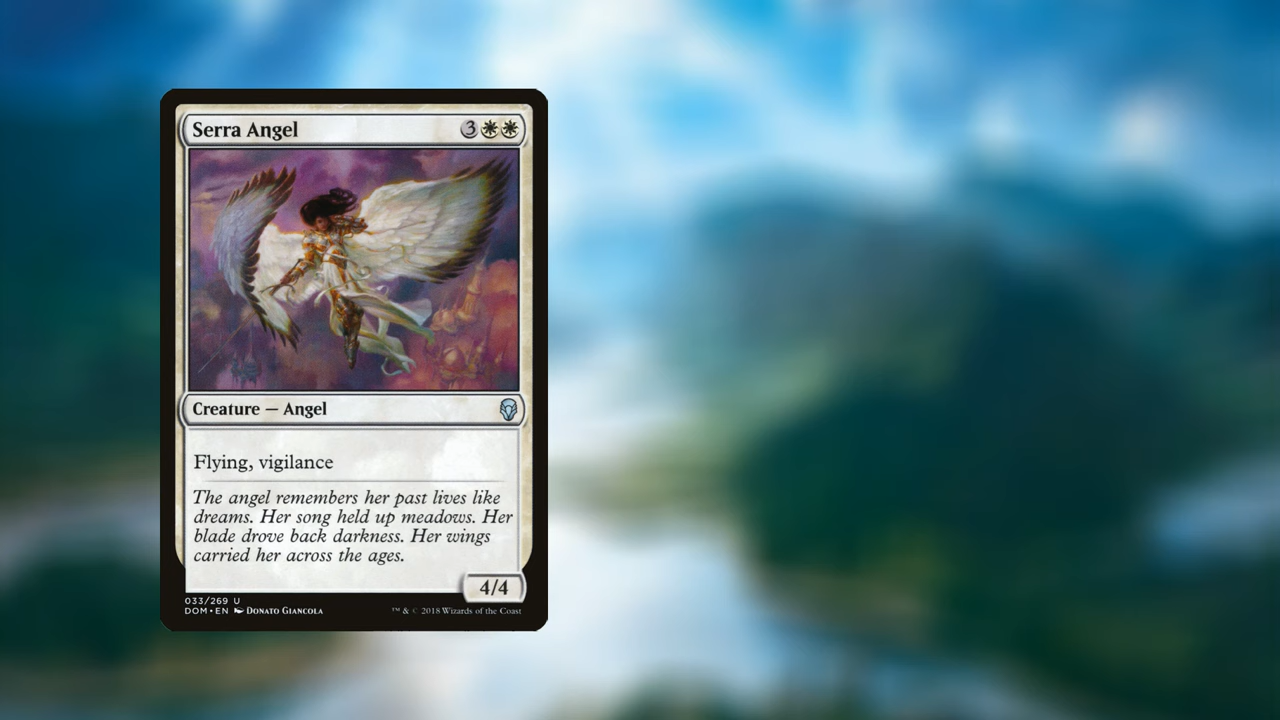 Serra Angel 3
Creature — Angel
Flying, vigilance
The angel remembers her past lives like
dreams. Her song held up meadows. Her
blade drove back darkness. Her wings
carried her across the ages.
4/4
033/269 U
DOM • EN Donato Giancola ™ & © 2018 Wizards of the Coast